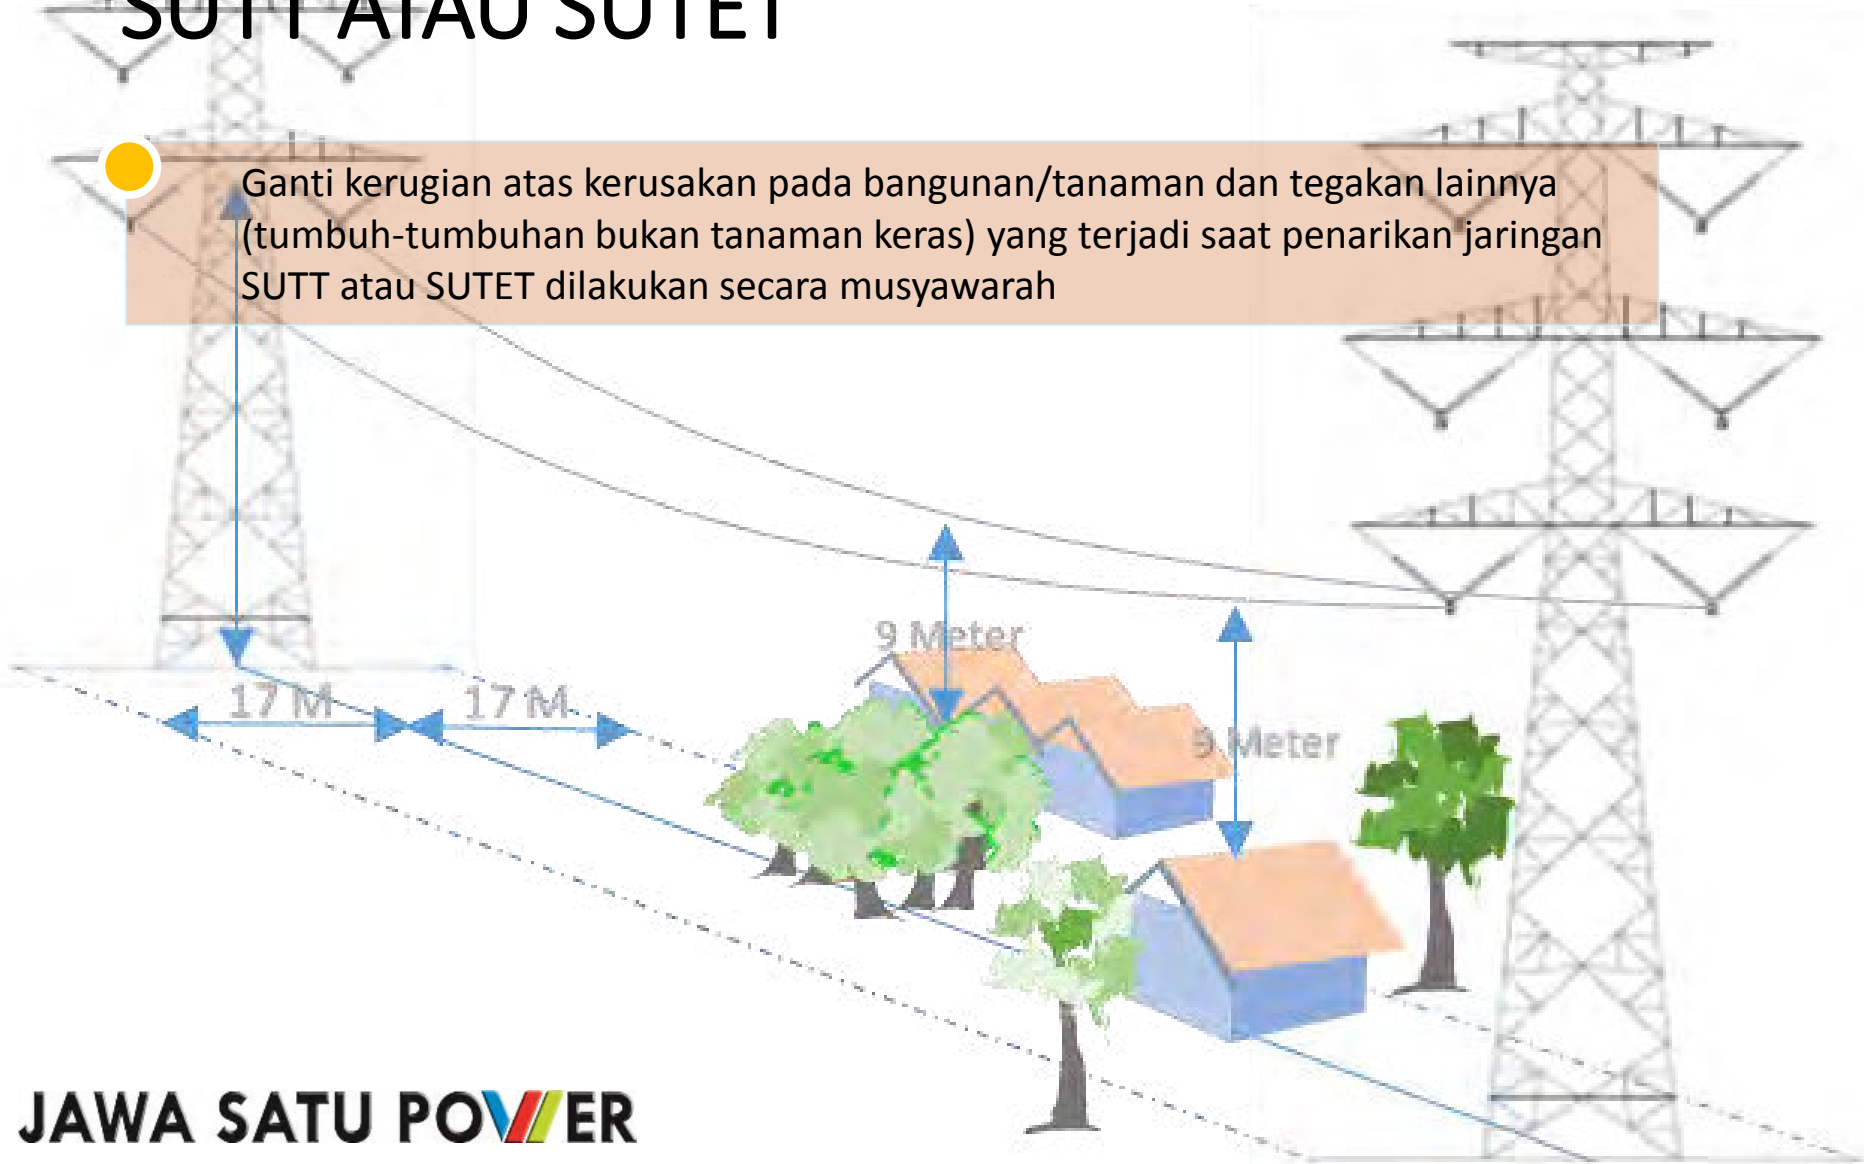 SUTT ATAU SUTET
Ganti kerugian atas kerusakan pada bangunan/tanaman dan tegakan lainnya
(tumbuh-tumbuhan bukan tanaman keras) yang terjadi saat penarikan jaringan
SUTT atau SUTET dilakukan secara musyawarah
9 Meter
17 M
17 M
9 Meter
JAWA SATU POWER